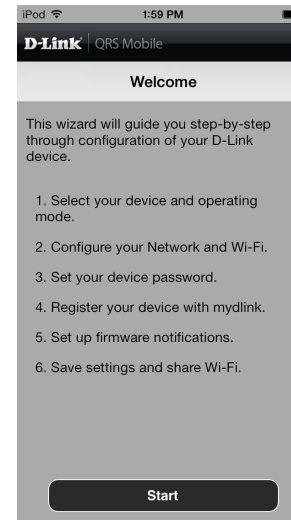 iPod 1:59 PM
D-Link QRS Mobile
Welcome
This wizard will guide you step-by-step
through configuration of your D-Link
device.
1. Select your device and operating
mode.
2. Configure your Network and Wi-Fi.
3. Set your device password.
4. Register your device with mydlink.
5. Set up firmware notifications.
6. Save settings and share Wi-Fi.
Start